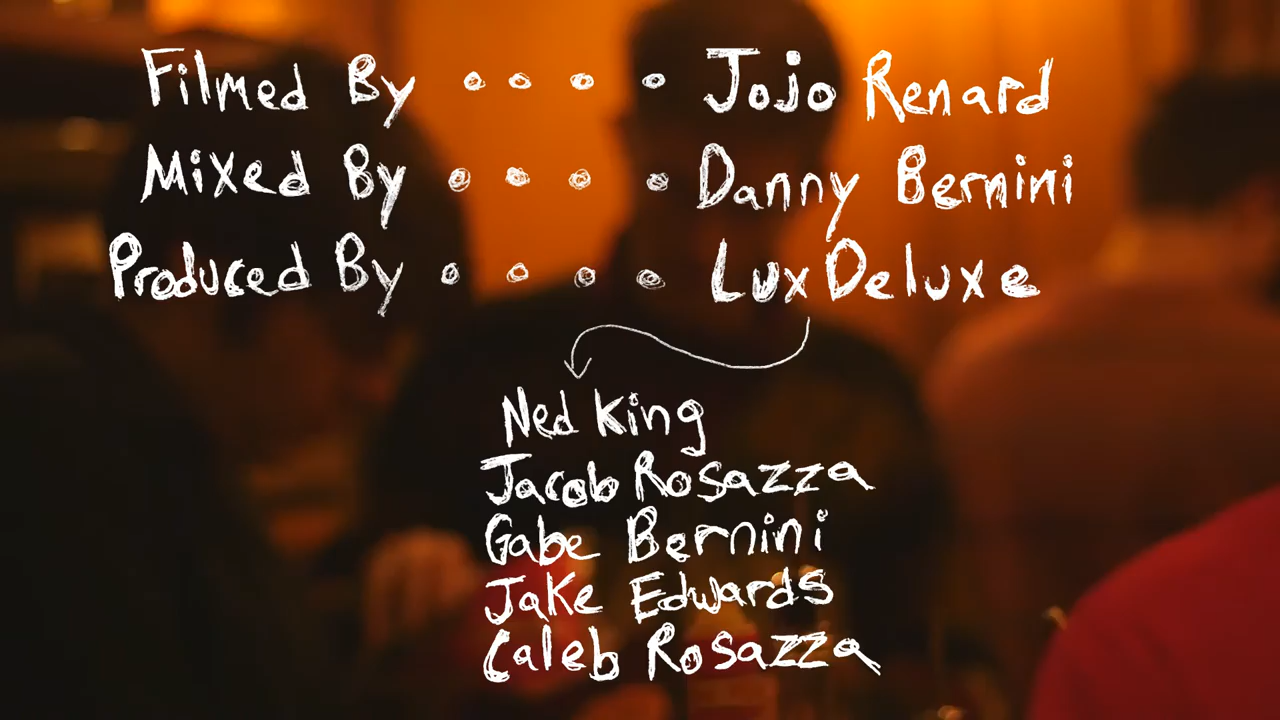 Filmed By • • • • Jojo Renard
Mixed By • • • • Danny Bernini
Produced By • • • • LuxDeluxe
Ned King
Jacob Rosazza
Gabe Bernini
Jake Edwards
Caleb Rosazza